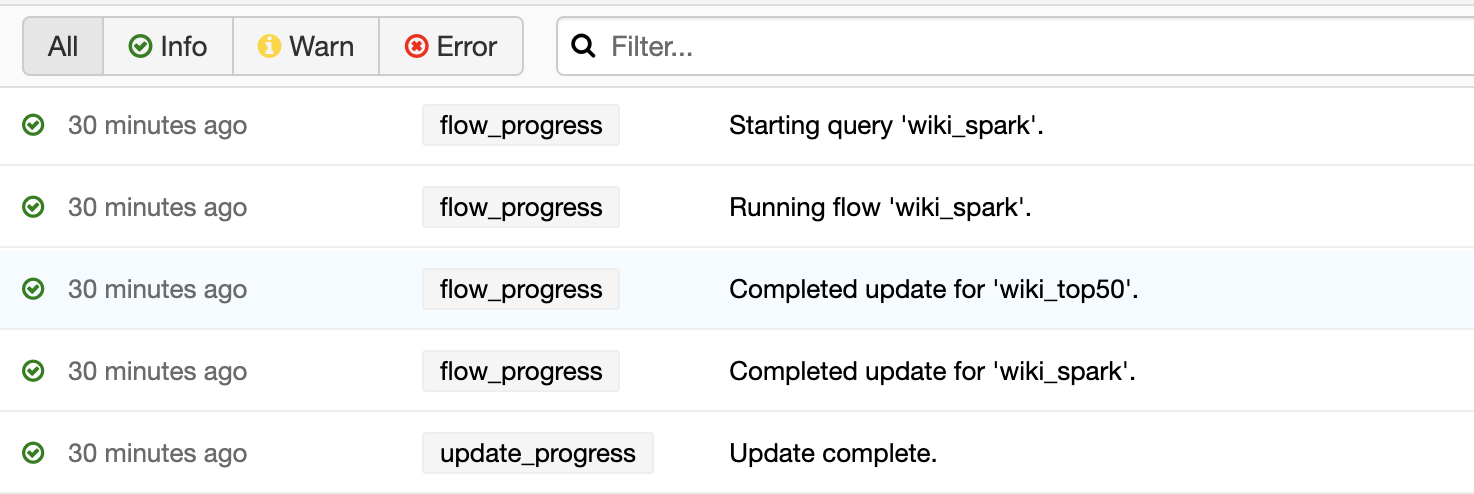 All Info Warn Error Filter...
30 minutes ago flow_progress Starting query 'wiki_spark'.
30 minutes ago flow_progress Running flow 'wiki_spark'.
30 minutes ago flow_progress Completed update for 'wiki_top50'.
30 minutes ago flow_progress Completed update for 'wiki_spark'.
30 minutes ago update_progress Update complete.